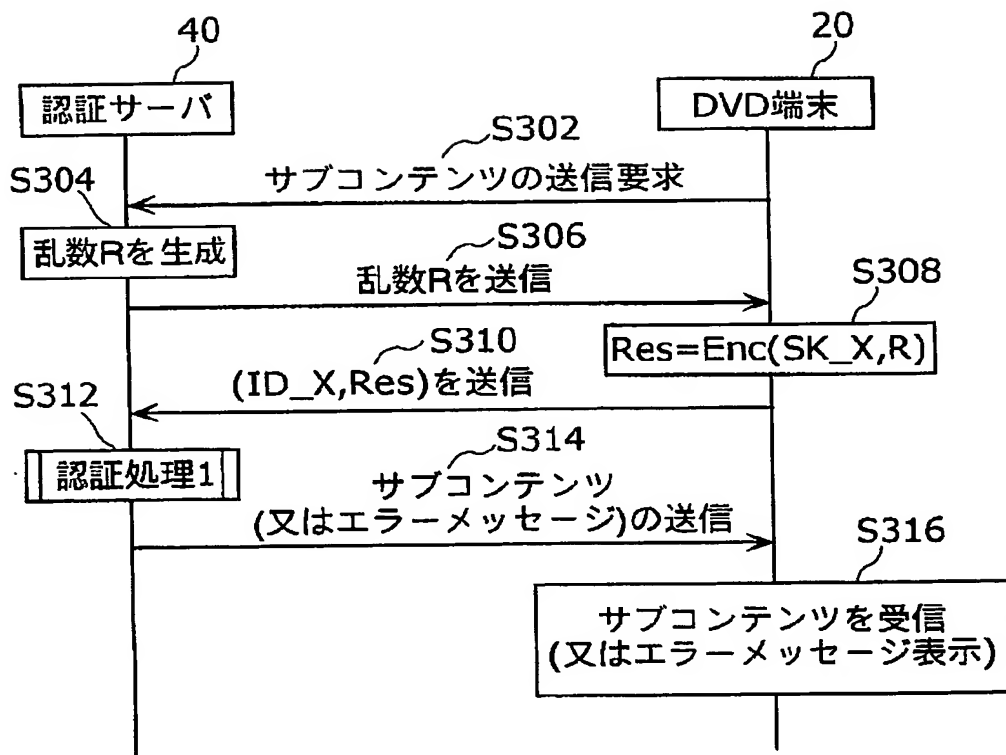 40
20
認証サーバ
DVD端末
S302
サブコンテンツの送信要求
S304
乱数Rを生成
S306
乱数Rを送信
S308
Res=Enc(SK_X,R)
S310
(ID_X,Res)を送信
S312
認証処理1
S314
サブコンテンツ
(又はエラーメッセージ)の送信
S316
サブコンテンツを受信
(又はエラーメッセージ表示)